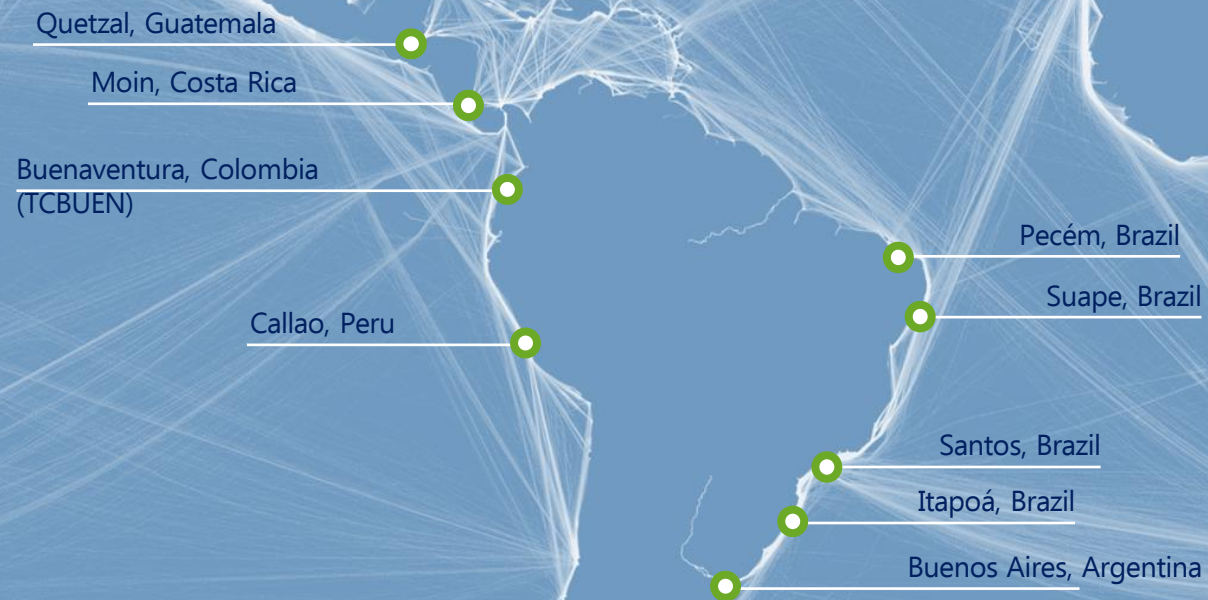 Quetzal, Guatemala
Moin, Costa Rica
Buenaventura, Colombia
(TCBUEN)
Callao, Peru
Pecém, Brazil
Suape, Brazil
Santos, Brazil
Itapoá, Brazil
Buenos Aires, Argentina